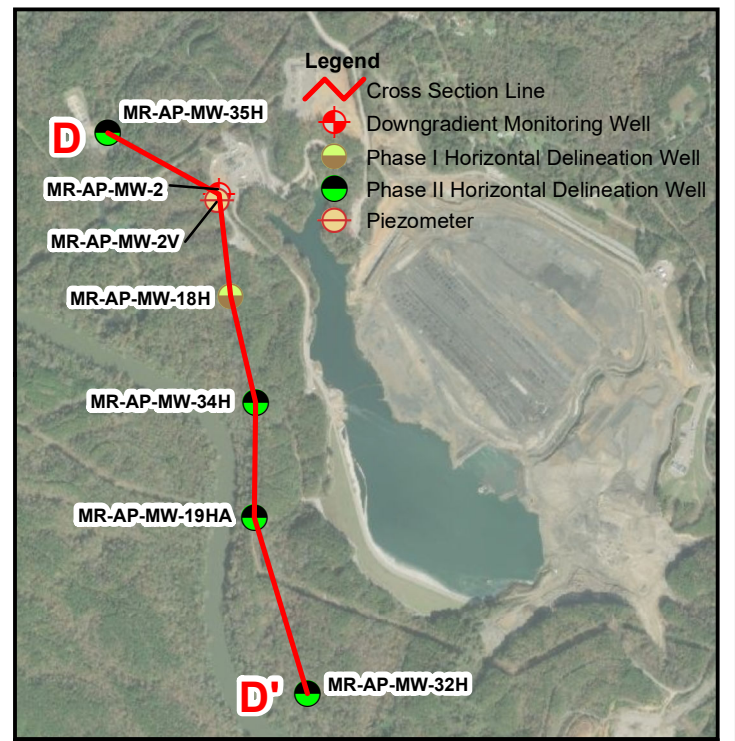 Legend
Cross Section Line
Downgradient Monitoring Well
Phase I Horizontal Delineation Well
Phase II Horizontal Delineation Well
Piezometer
D
MR-AP-MW-35H
MR-AP-MW-2
MR-AP-MW-2V
MR-AP-MW-18H
MR-AP-MW-34H
MR-AP-MW-19HA
D'
MR-AP-MW-32H